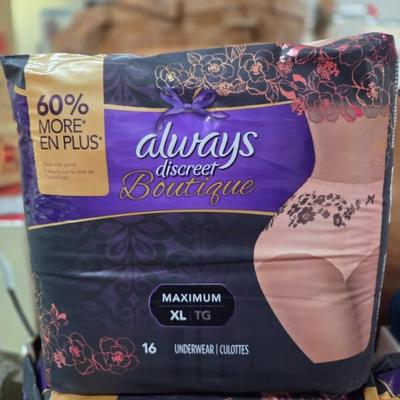 60%
MORE*
EN PLUS*
always
discreet
Boutique
MAXIMUM
XL | TG
16 UNDERWEAR | CULOTTES